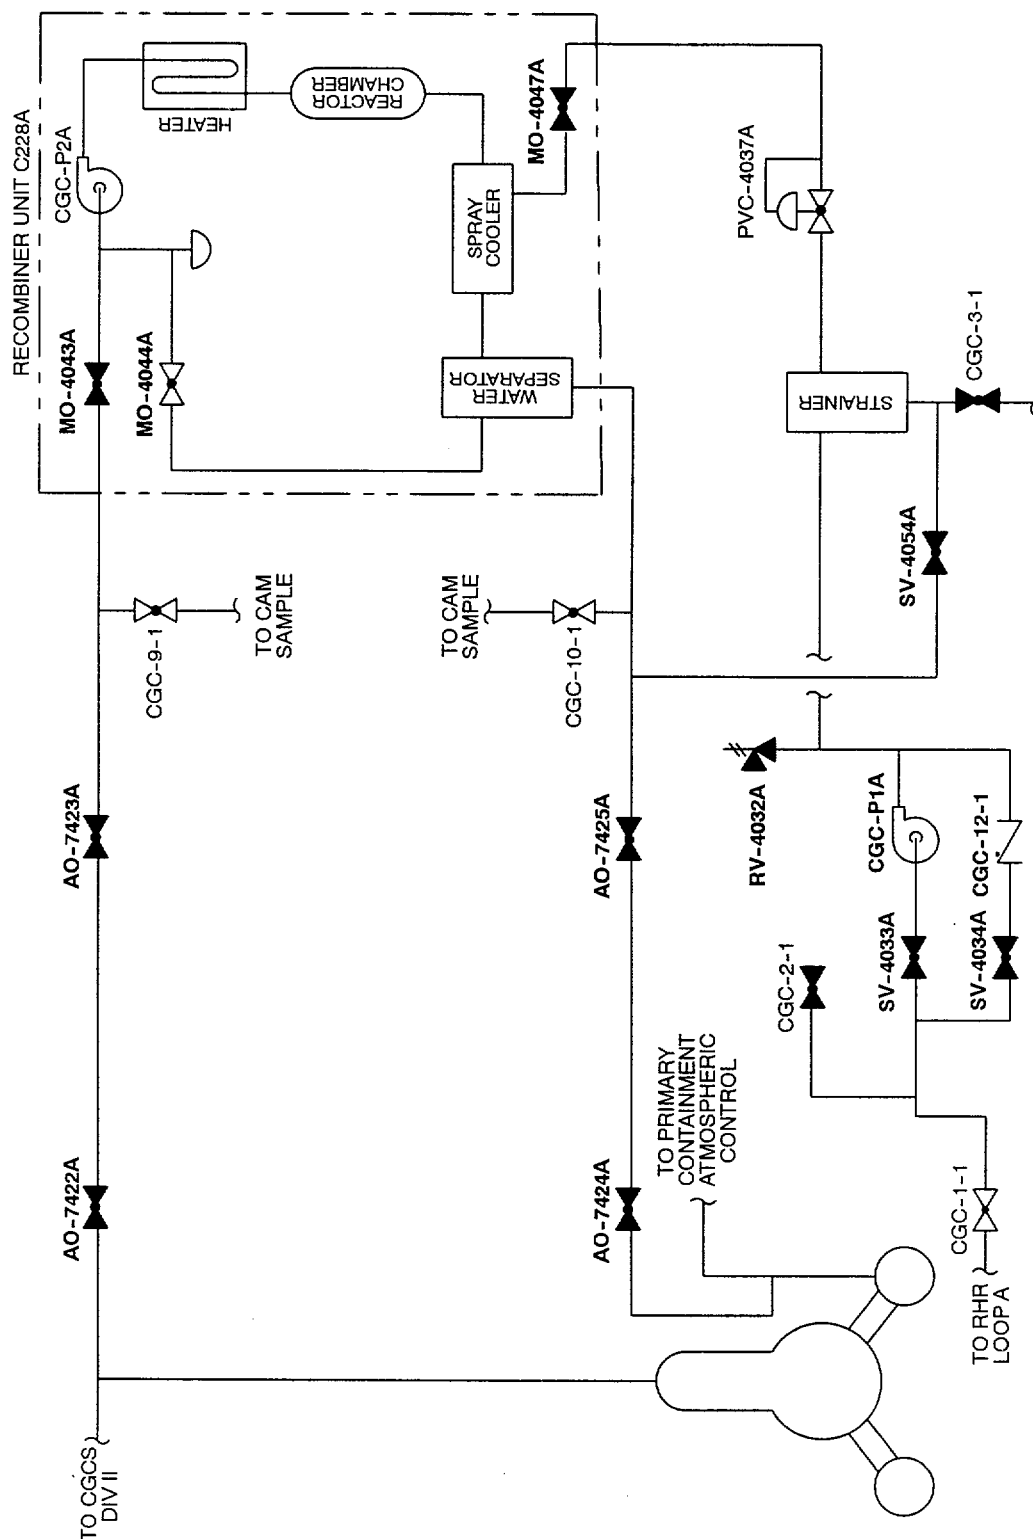 RECOMBINER UNIT C228A
CGC-P2A
HEATER
REACTOR
CHAMBER
MO-4043A
MO-4044A
SPRAY
COOLER
WATER
SEPARATOR
MO-4047A
PVC-4037A
STRAINER
CGC-3-1
SV-4054A
CGC-9-1
TO CAM
SAMPLE
TO CAM
SAMPLE
CGC-10-1
AO-7423A
AO-7425A
RV-4032A
CGC-P1A
CGC-12-1
SV-4033A
SV-4034A
CGC-2-1
AO-7422A
AO-7424A
TO PRIMARY
CONTAINMENT
ATMOSPHERIC
CONTROL
CGC-1-1
TO RHR
LOOP A
TO CGCS
DIV II